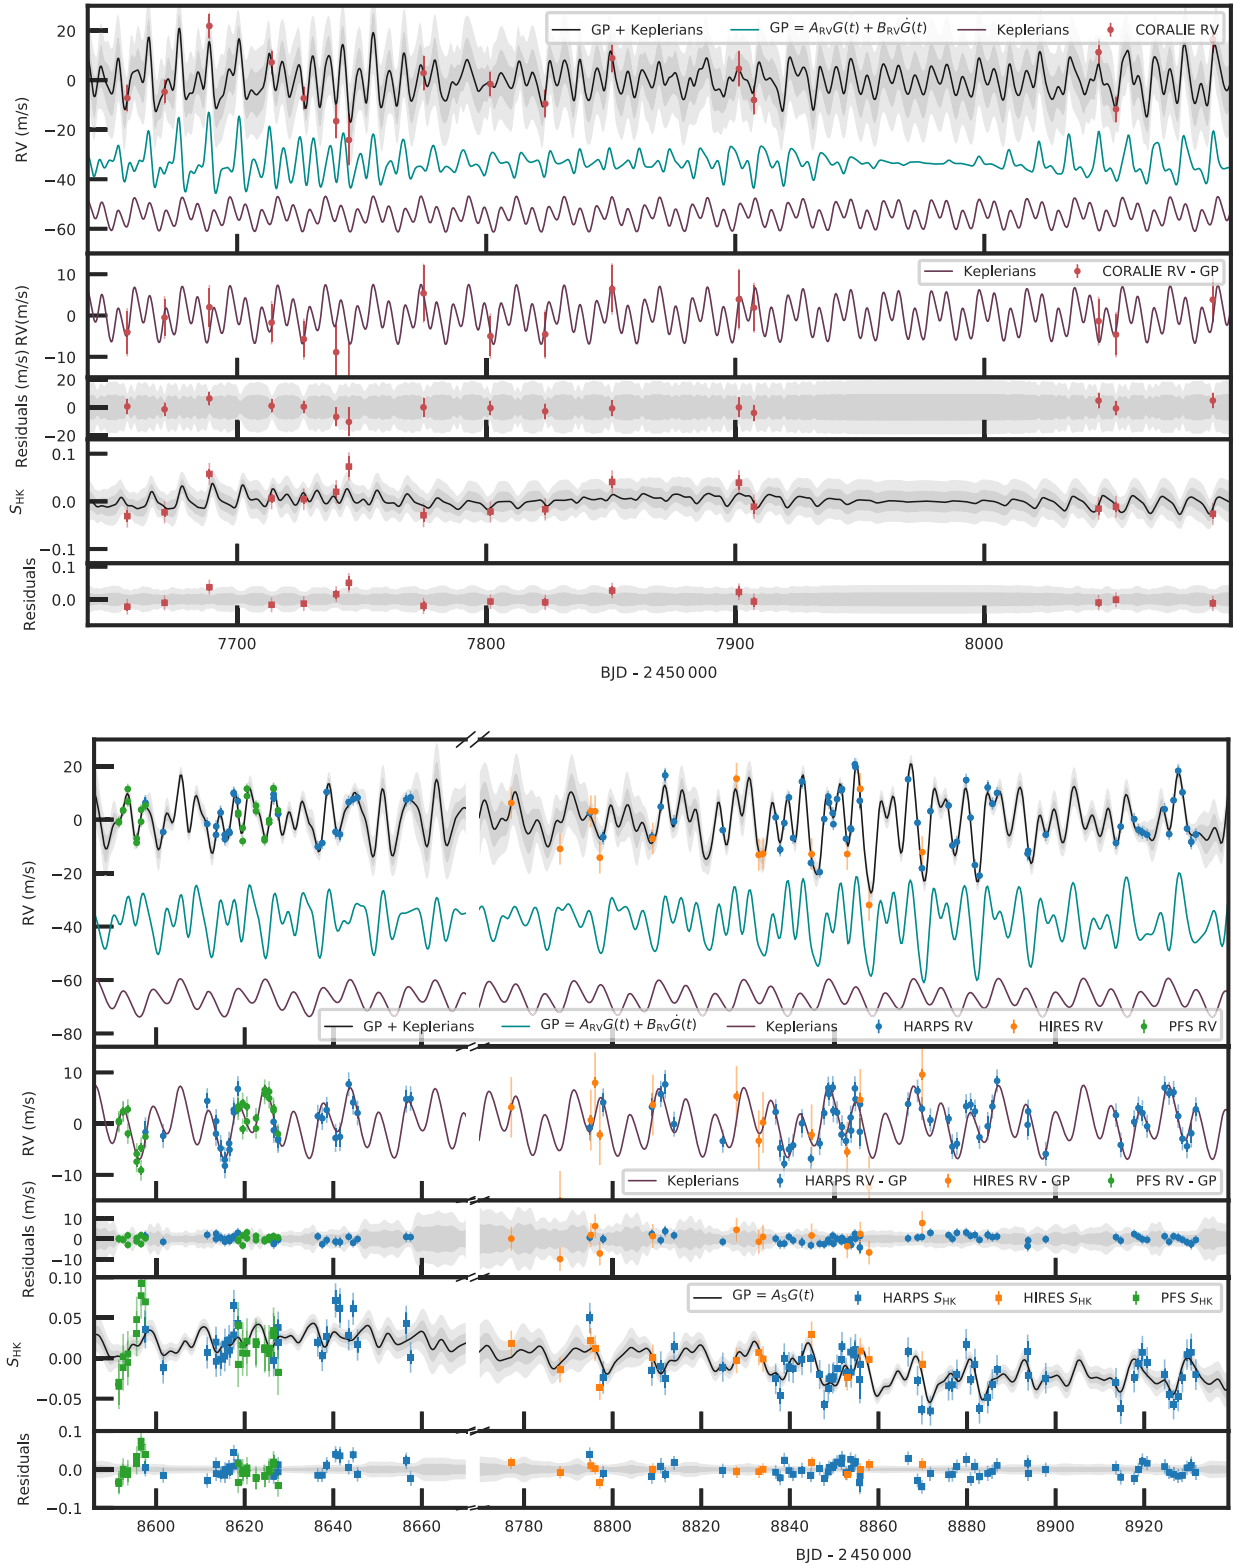 GP + Keplerians GP = A_RV G(t) + B_RV Ġ(t) Keplerians CORALIE RV
20
0
−20
−40
−60
RV (m/s)
Keplerians CORALIE RV - GP
10
0
−10
RV(m/s)
20
0
−20
Residuals (m/s)
0.1
0.0
−0.1
S_HK
0.1
0.0
Residuals
7700 7800 7900 8000
BJD - 2 450 000
20
0
−20
−40
−60
−80
RV (m/s)
GP + Keplerians GP = A_RV G(t) + B_RV Ġ(t) Keplerians HARPS RV HIRES RV PFS RV
10
0
−10
RV (m/s)
Keplerians HARPS RV - GP HIRES RV - GP PFS RV - GP
10
0
−10
Residuals (m/s)
GP = A_S G(t) HARPS S_HK HIRES S_HK PFS S_HK
0.10
0.05
0.00
−0.05
S_HK
0.1
0.0
−0.1
Residuals
8600 8620 8640 8660 8780 8800 8820 8840 8860 8880 8900 8920
BJD - 2 450 000